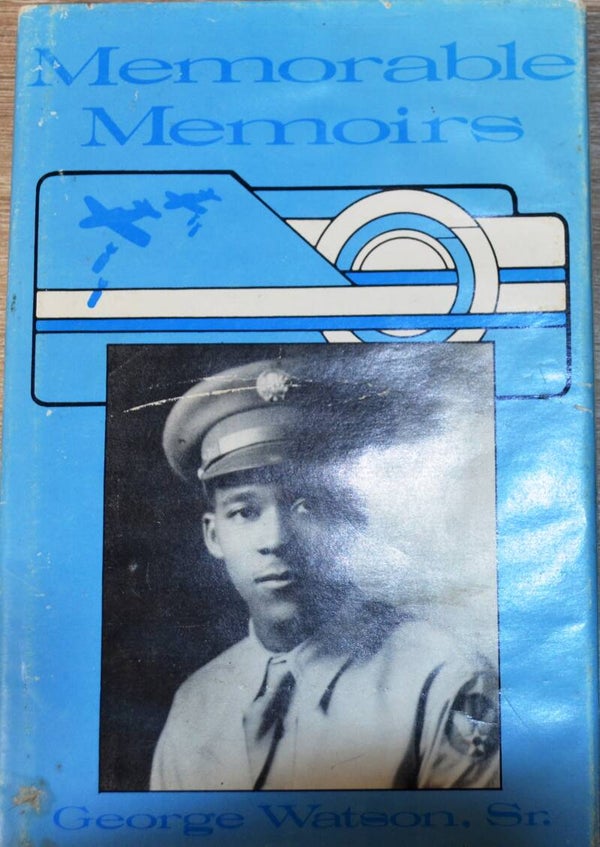 Memorable
Memoirs
George Watson, Sr.